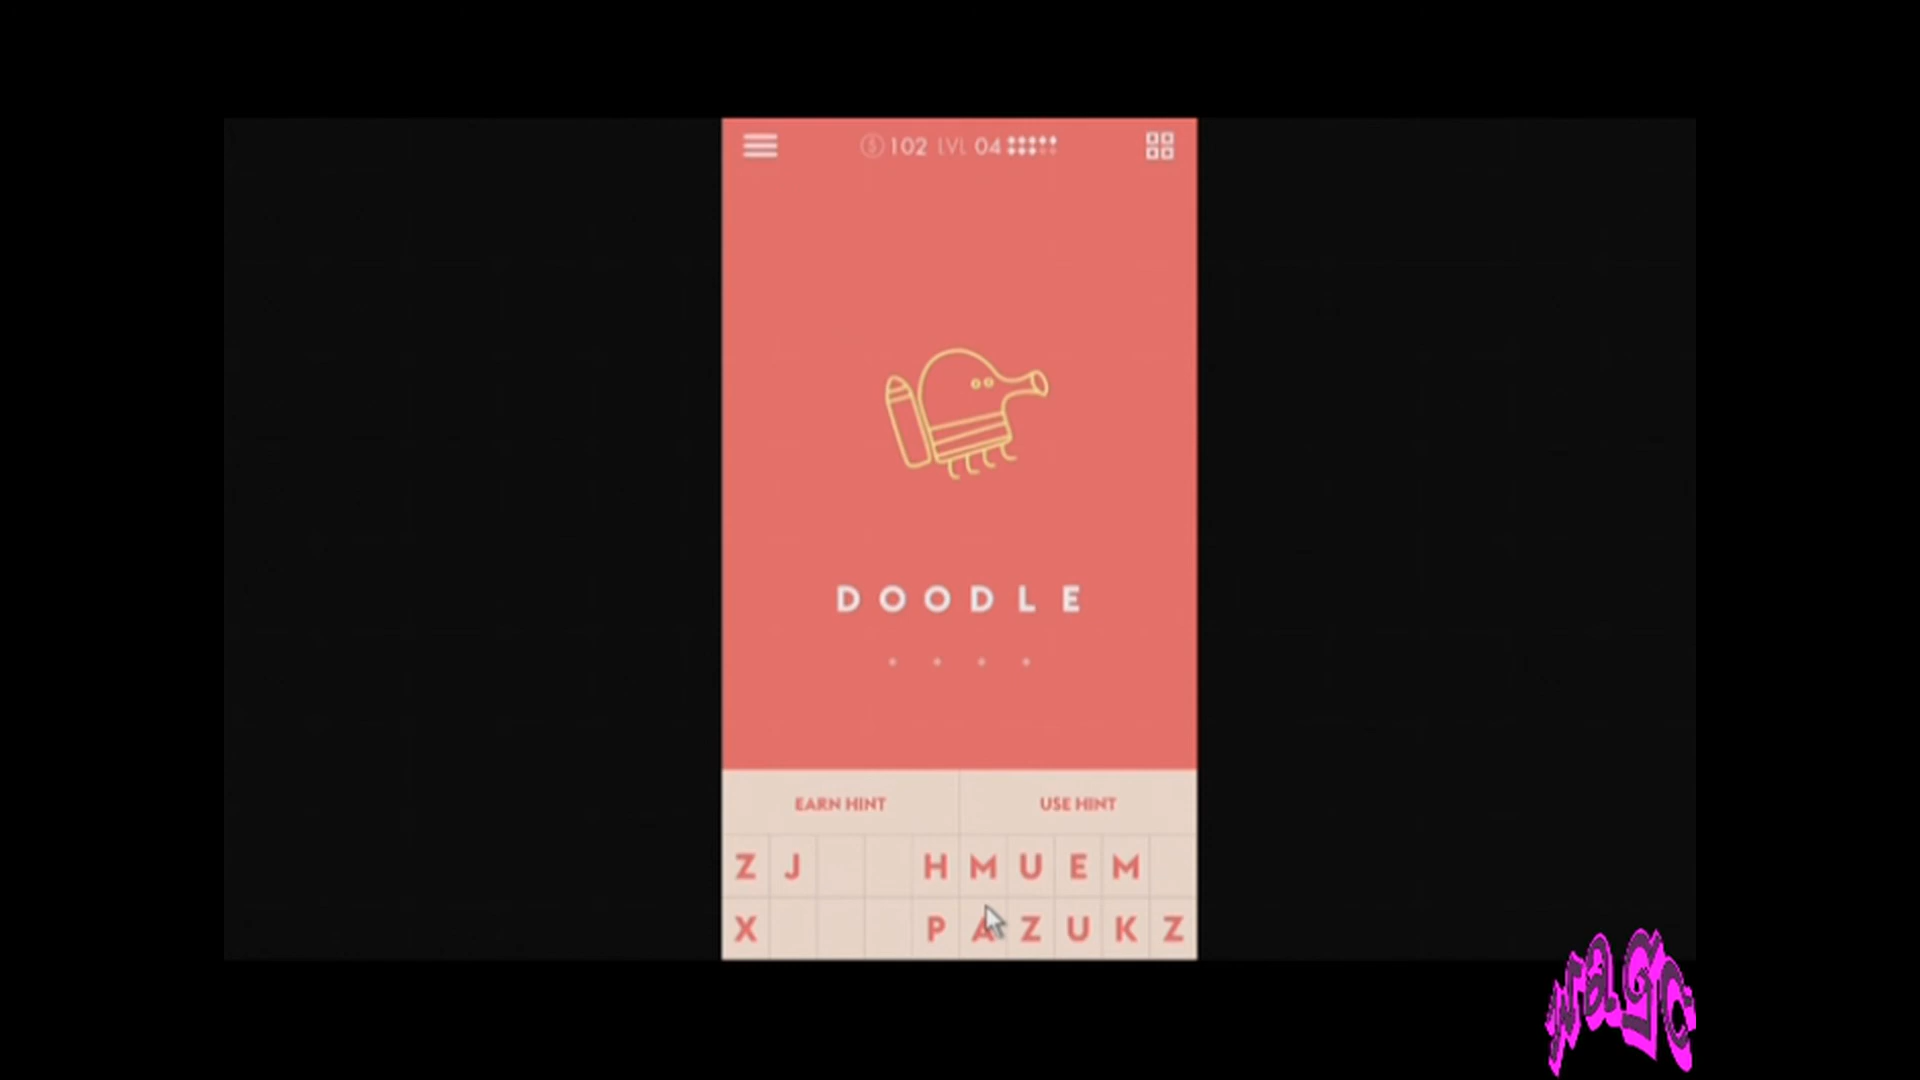 102 LVL 04
DOODLE
EARN HINT USE HINT
Z J H M U E M
X P A Z U K Z